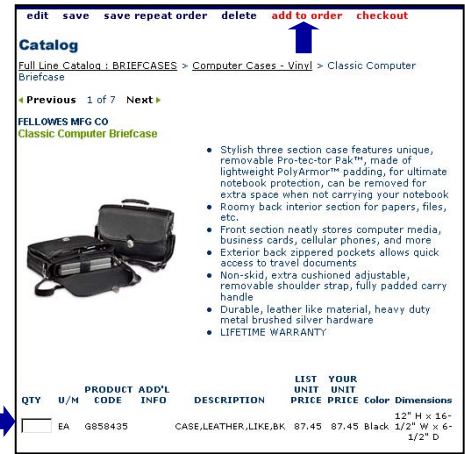 edit save save repeat order delete add to order checkout
Catalog
Full Line Catalog : BRIEFCASES > Computer Cases - Vinyl > Classic Computer
Briefcase
Previous 1 of 7 Next
FELLOWES MFG CO
Classic Computer Briefcase
• Stylish three section case features unique,
removable Pro-tec-tor Pak™, made of
lightweight PolyArmor™ padding, for ultimate
notebook protection, can be removed for
extra space when not carrying your notebook
• Roomy back interior section for papers, files,
etc.
• Front section neatly stores computer media,
business cards, cellular phones, and more
• Exterior back zippered pockets allows quick
access to travel documents
• Non-skid, extra cushioned adjustable,
removable shoulder strap, fully padded carry
handle
• Durable, leather like material, heavy duty
metal brushed silver hardware
• LIFETIME WARRANTY
LIST YOUR
PRODUCT ADD'L UNIT UNIT
QTY U/M CODE INFO DESCRIPTION PRICE PRICE Color Dimensions
12" H x 16-
EA G858435 CASE,LEATHER,LIKE,BK 87.45 87.45 Black 1/2" W x 6-
1/2" D